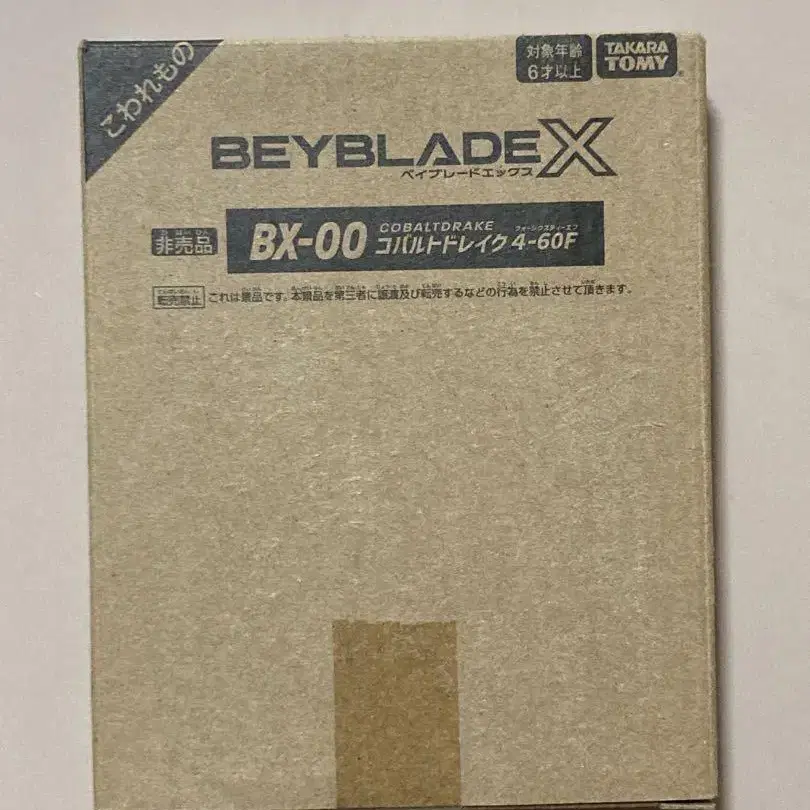 こわれもの
対象年齢
6才以上
TAKARA
TOMY
BEYBLADE X
ベイブレードエックス
非売品
BX-00
COBALTDRAKE
フォーシックスティーエフ
コバルトドレイク 4-60F
転売禁止 これは景品です。本景品を第三者に譲渡及び転売するなどの行為を禁止させて頂きます。